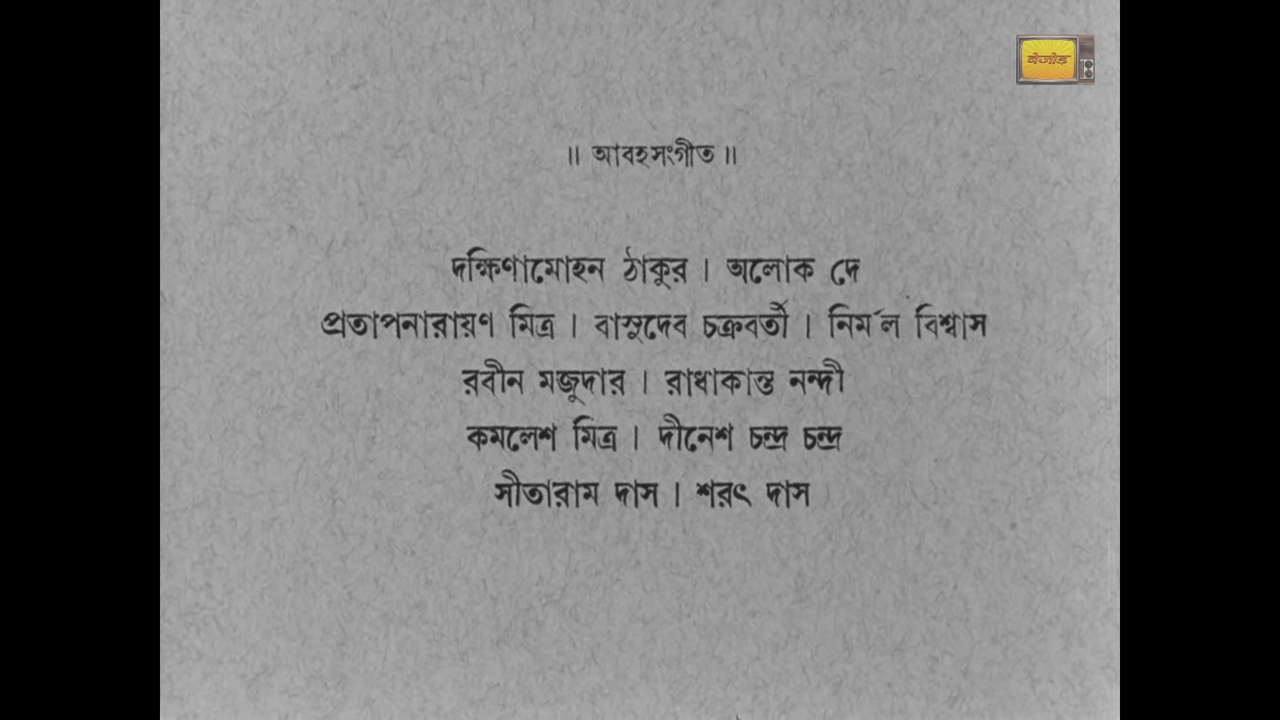 बेजोड़
॥ আবহসংগীত ॥
দক্ষিণামোহন ঠাকুর । অলোক দে
প্রতাপনারায়ণ মিত্র । বাসুদেব চক্রবর্তী । নির্মল বিশ্বাস
রবীন মজুদার । রাধাকান্ত নন্দী
কমলেশ মিত্র । দীনেশ চন্দ্র চন্দ্র
সীতারাম দাস । শরৎ দাস